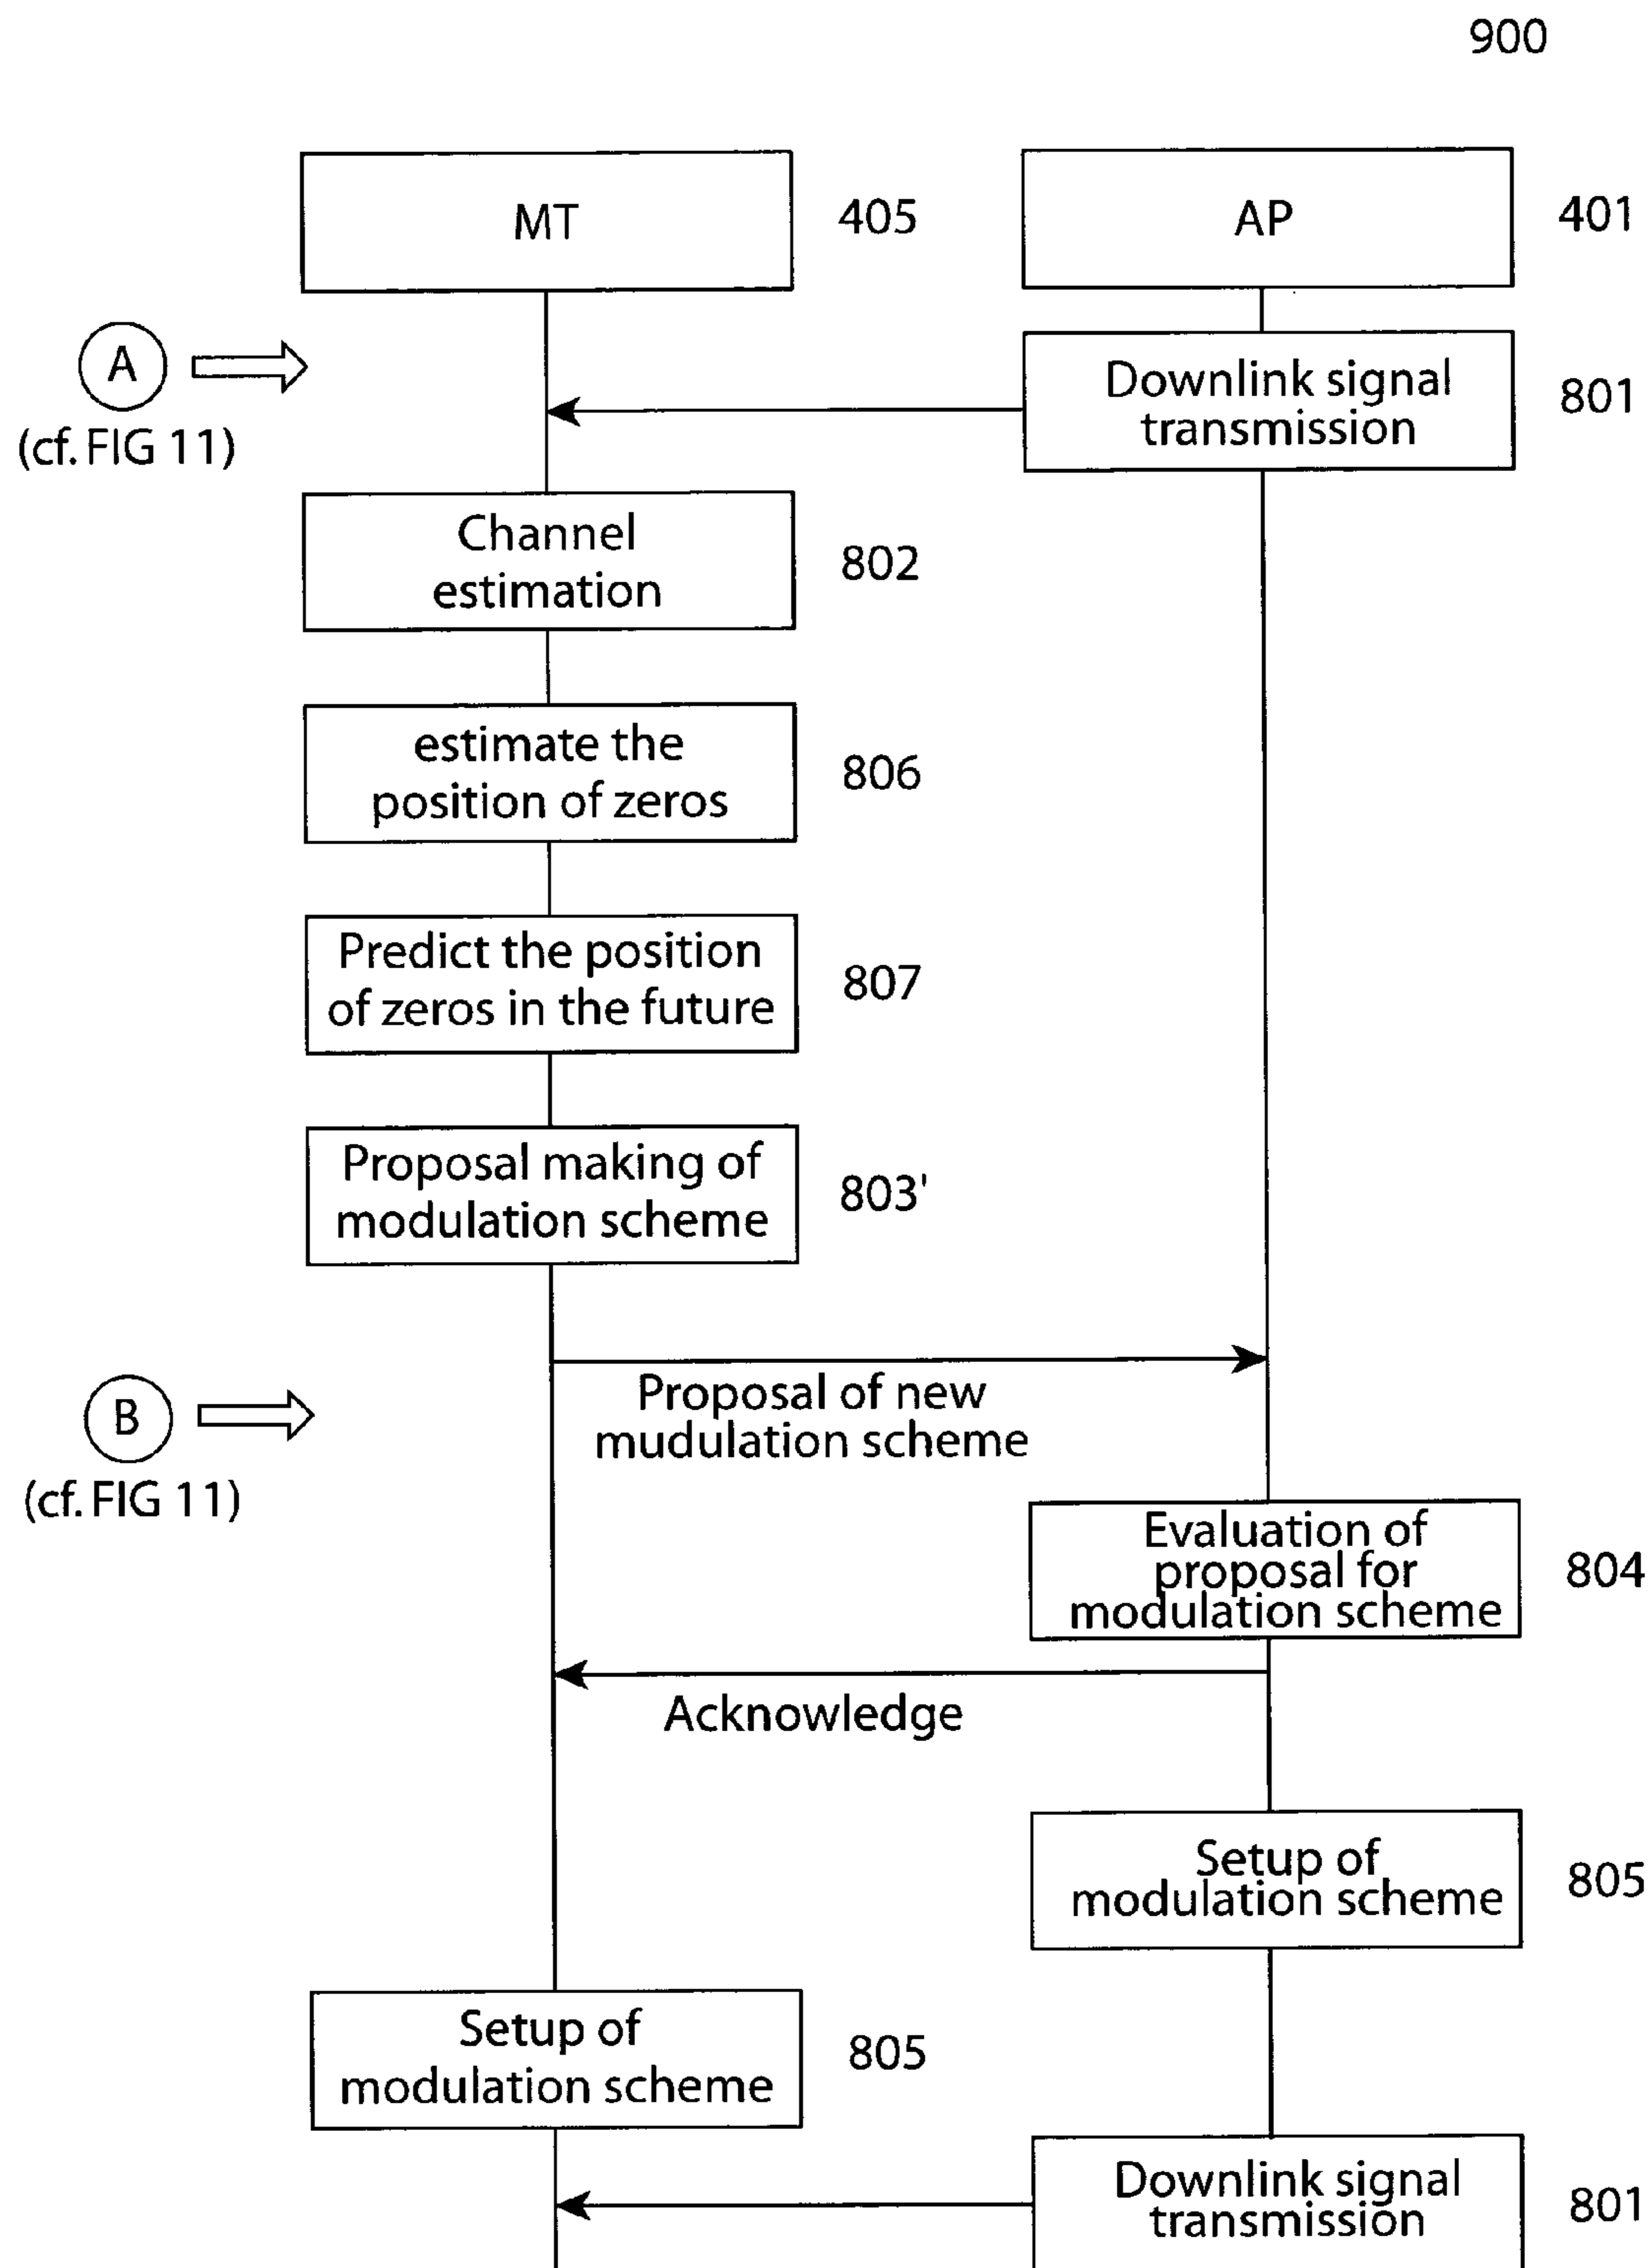 900
MT
405
AP
401
A
(cf. FIG 11)
Downlink signal
transmission
801
Channel
estimation
802
estimate the
position of zeros
806
Predict the position
of zeros in the future
807
Proposal making of
modulation scheme
803'
B
(cf. FIG 11)
Proposal of new
mudulation scheme
Evaluation of
proposal for
modulation scheme
804
Acknowledge
Setup of
modulation scheme
805
Setup of
modulation scheme
805
Downlink signal
transmission
801